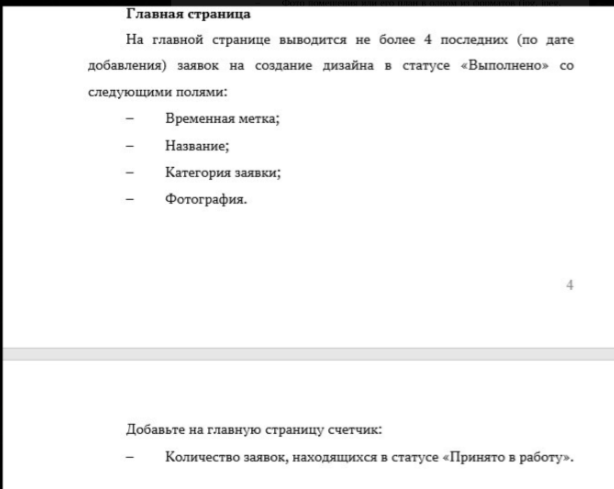 Главная страница
На главной странице выводится не более 4 последних (по дате
добавления) заявок на создание дизайна в статусе «Выполнено» со
следующими полями:
– Временная метка;
– Название;
– Категория заявки;
– Фотография.
4
Добавьте на главную страницу счетчик:
– Количество заявок, находящихся в статусе «Принято в работу».